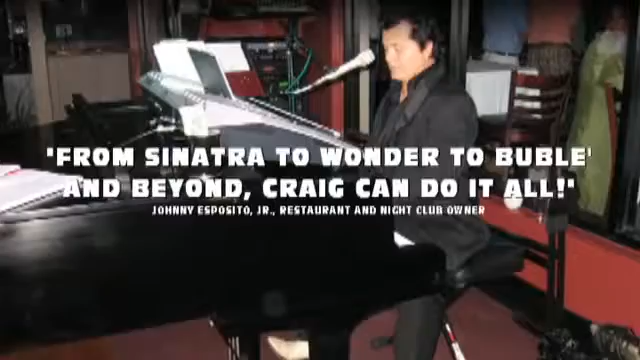 "FROM SINATRA TO WONDER TO BUBLE'
AND BEYOND, CRAIG CAN DO IT ALL!"
JOHNNY ESPOSITO, JR., RESTAURANT AND NIGHT CLUB OWNER